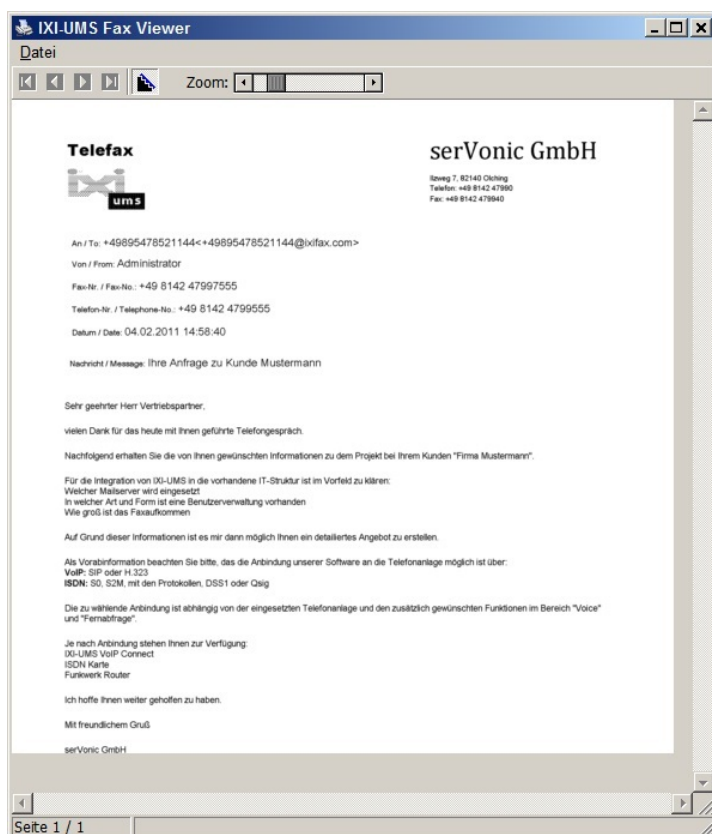 IXI-UMS Fax Viewer
Datei
Zoom:
Telefax
serVonic GmbH
ixi
ums
Ilzweg 7, 82140 Olching
Telefon: +49 8142 47990
Fax: +49 8142 479940
An / To: +49895478521144<+49895478521144@ixifax.com>
Von / From: Administrator
Fax-Nr. / Fax-No.: +49 8142 47997555
Telefon-Nr. / Telephone-No.: +49 8142 4799555
Datum / Date: 04.02.2011 14:58:40
Nachricht / Message: Ihre Anfrage zu Kunde Mustermann
Sehr geehrter Herr Vertriebspartner,
vielen Dank für das heute mit Ihnen geführte Telefongespräch.
Nachfolgend erhalten Sie die von Ihnen gewünschten Informationen zu dem Projekt bei Ihrem Kunden "Firma Mustermann".
Für die Integration von IXI-UMS in die vorhandene IT-Struktur ist im Vorfeld zu klären:
Welcher Mailserver wird eingesetzt
In welcher Art und Form ist eine Benutzerverwaltung vorhanden
Wie groß ist das Faxaufkommen
Auf Grund dieser Informationen ist es mir dann möglich Ihnen ein detailiertes Angebot zu erstellen.
Als Vorabinformation beachten Sie bitte, das die Anbindung unserer Software an die Telefonanlage möglich ist über:
VoIP: SIP oder H.323
ISDN: S0, S2M, mit den Protokollen, DSS1 oder Qsig
Die zu wählende Anbindung ist abhängig von der eingesetzten Telefonanlage und den zusätzlich gewünschten Funktionen im Bereich "Voice"
und "Fernabfrage".
Je nach Anbindung stehen Ihnen zur Verfügung:
IXI-UMS VoIP Connect
ISDN Karte
Funkwerk Router
Ich hoffe Ihnen weiter geholfen zu haben.
Mit freundlichem Gruß
serVonic GmbH
Seite 1 / 1